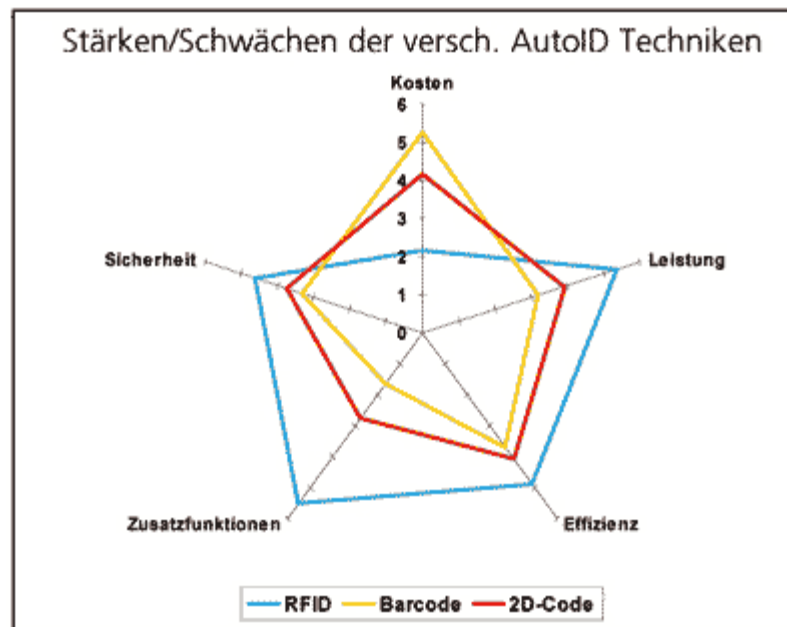 Stärken/Schwächen der versch. AutoID Techniken
Kosten
6
5
4
3
2
1
0
Sicherheit
Leistung
Zusatzfunktionen
Effizienz
RFID Barcode 2D-Code